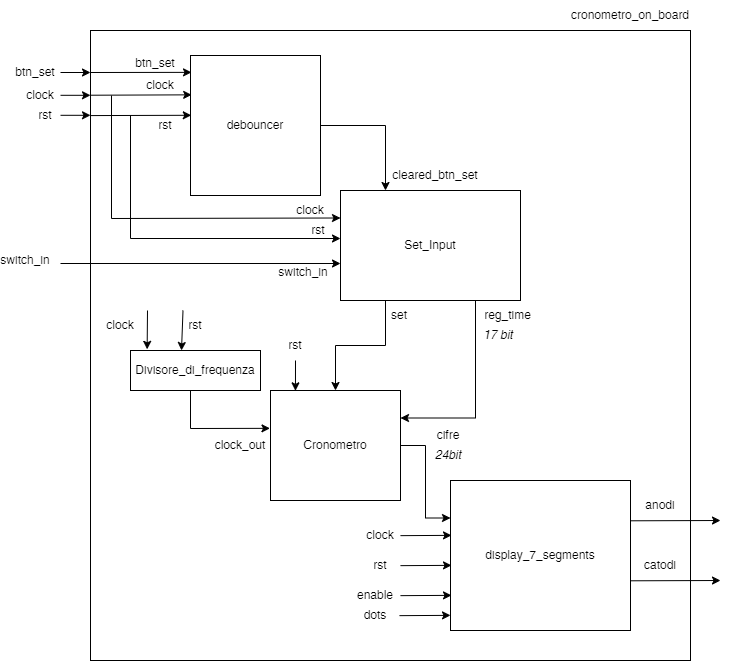 cronometro_on_board
btn_set
btn_set
clock
clock
rst
rst
debouncer
cleared_btn_set
clock
rst
Set_Input
switch_in
switch_in
set
reg_time
17 bit
clock
rst
rst
Divisore_di_frequenza
clock_out
Cronometro
cifre
24bit
clock
rst
enable
dots
display_7_segments
anodi
catodi